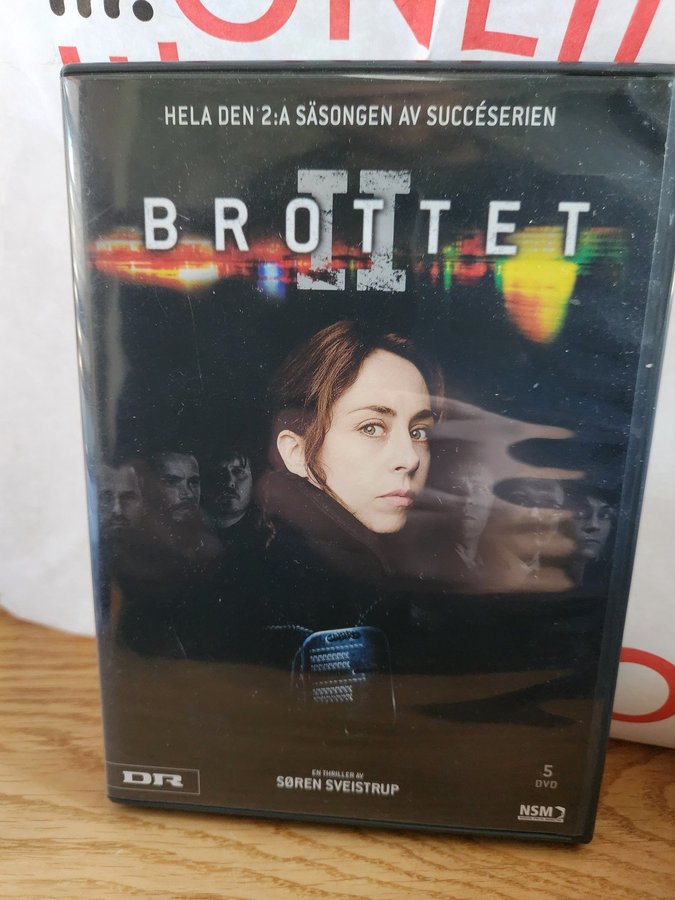 HELA DEN 2:A SÄSONGEN AV SUCCÉSERIEN
II
BROTTET
EN THRILLER AV
SØREN SVEISTRUP
DR
5
DVD
NSM